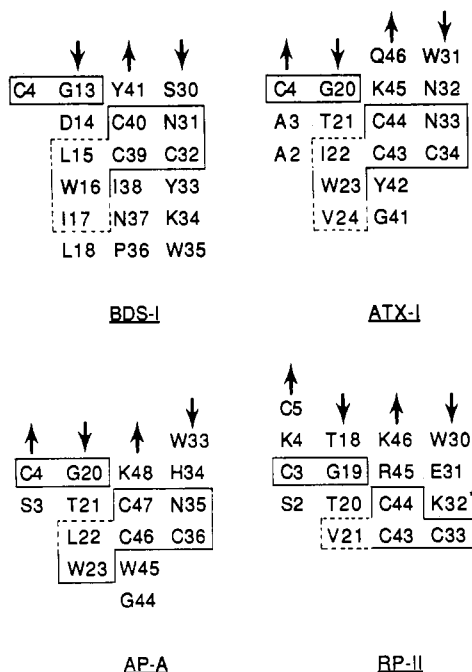 C4 G13 Y41 S30
D14 C40 N31
L15 C39 C32
W16 I38 Y33
I17 N37 K34
L18 P36 W35
BDS-I
Q46 W31
C4 G20 K45 N32
A3 T21 C44 N33
A2 I22 C43 C34
W23 Y42
V24 G41
ATX-I
W33
C4 G20 K48 H34
S3 T21 C47 N35
L22 C46 C36
W23 W45
G44
AP-A
C5
K4 T18 K46 W30
C3 G19 R45 E31
S2 T20 C44 K32*
V21 C43 C33
RP-II